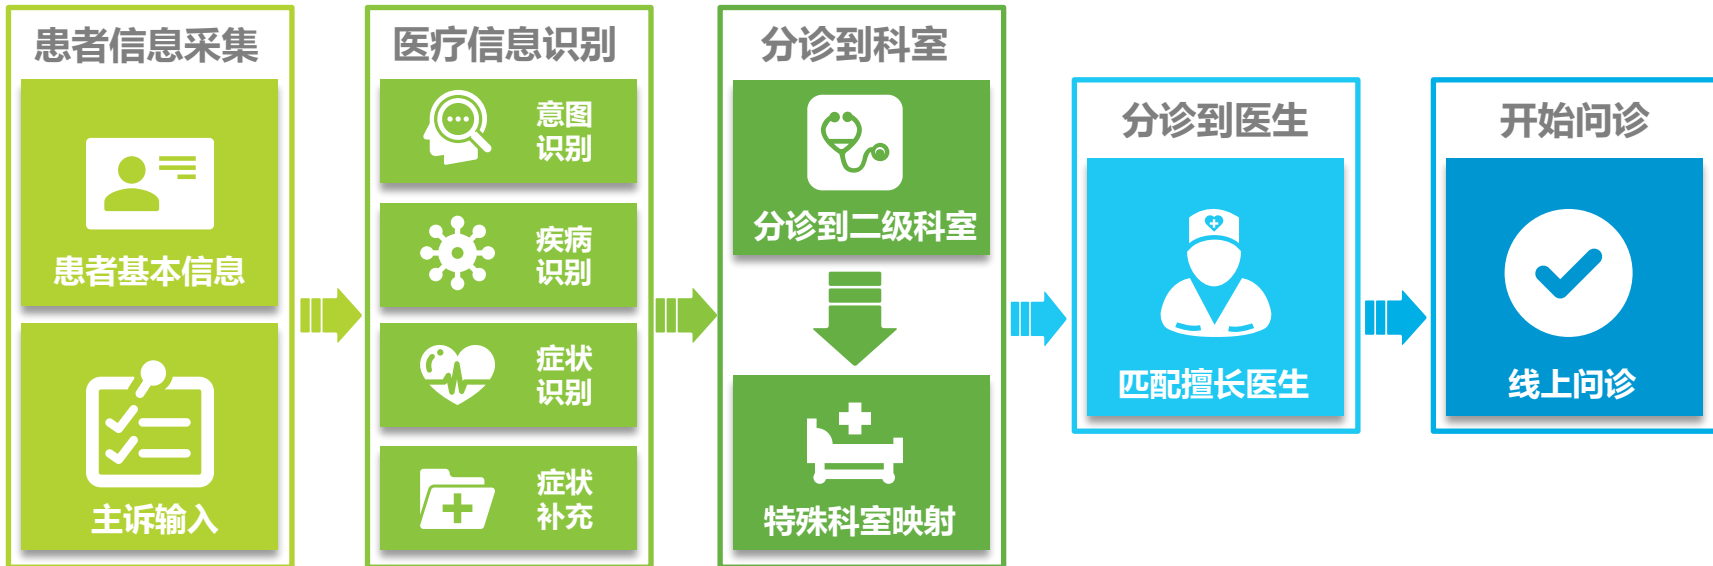 患者信息采集
患者基本信息
主诉输入
医疗信息识别
意图
识别
疾病
识别
症状
识别
症状
补充
分诊到科室
分诊到二级科室
特殊科室映射
分诊到医生
匹配擅长医生
开始问诊
线上问诊